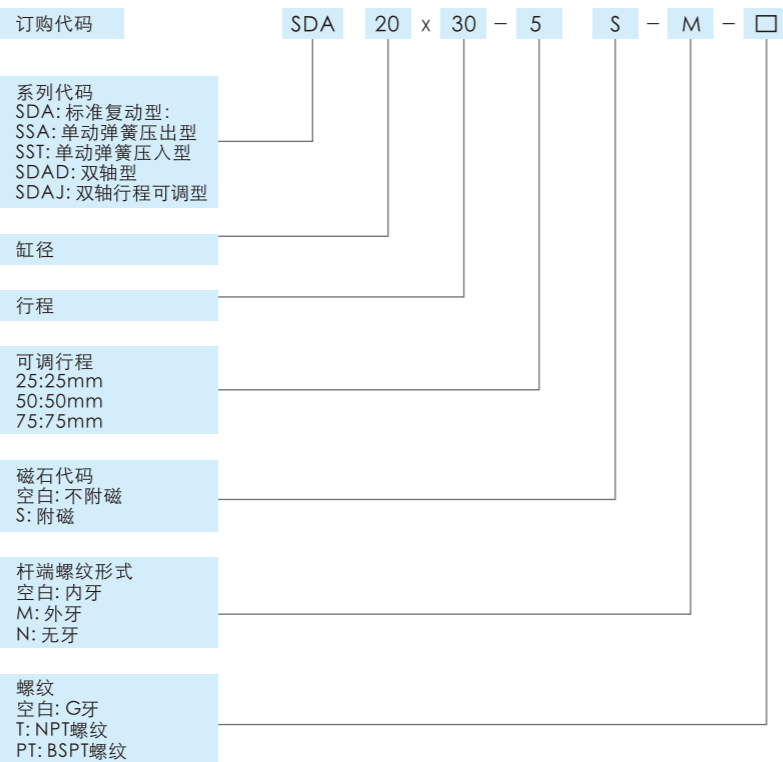 订购代码 SDA 20 x 30 - 5 S - M - □
系列代码
SDA: 标准复动型:
SSA: 单动弹簧压出型
SST: 单动弹簧压入型
SDAD: 双轴型
SDAJ: 双轴行程可调型
缸径
行程
可调行程
25:25mm
50:50mm
75:75mm
磁石代码
空白: 不附磁
S: 附磁
杆端螺纹形式
空白: 内牙
M: 外牙
N: 无牙
螺纹
空白: G牙
T: NPT螺纹
PT: BSPT螺纹